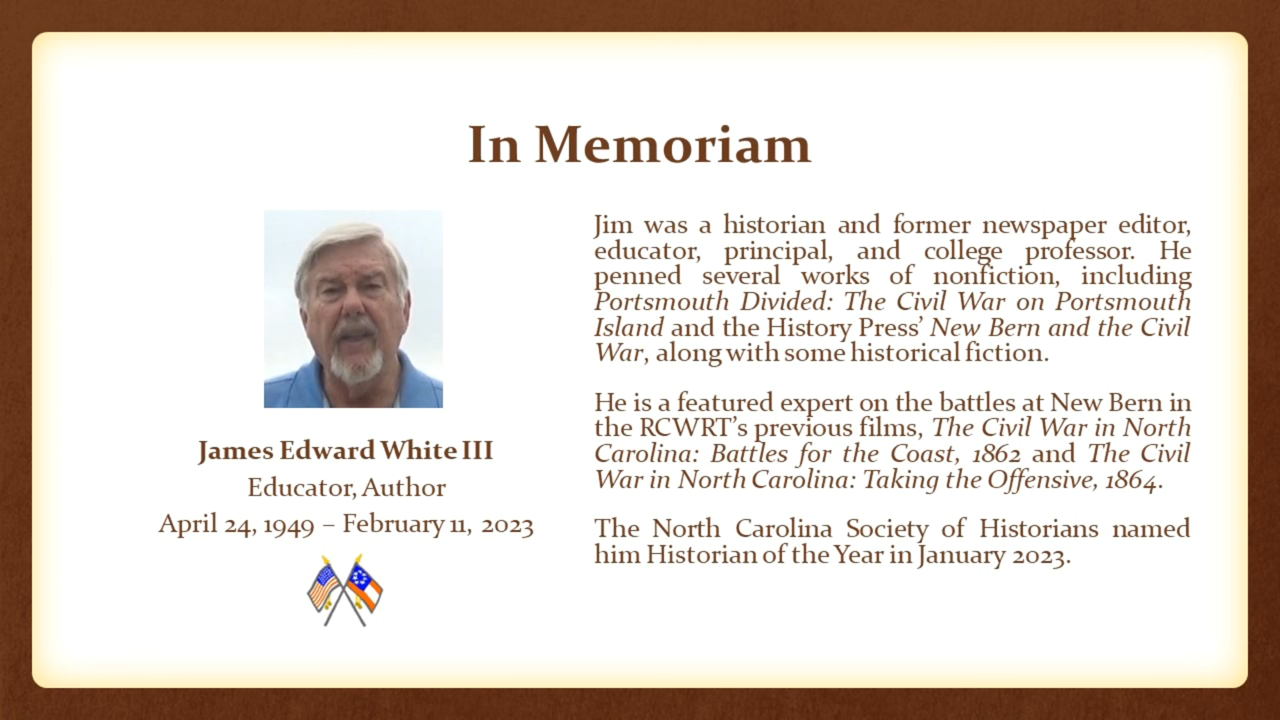 In Memoriam
James Edward White III
Educator, Author
April 24, 1949 – February 11, 2023
Jim was a historian and former newspaper editor,
educator, principal, and college professor. He
penned several works of nonfiction, including
Portsmouth Divided: The Civil War on Portsmouth
Island and the History Press’ New Bern and the Civil
War, along with some historical fiction.
He is a featured expert on the battles at New Bern in
the RCWRT’s previous films, The Civil War in North
Carolina: Battles for the Coast, 1862 and The Civil
War in North Carolina: Taking the Offensive, 1864.
The North Carolina Society of Historians named
him Historian of the Year in January 2023.